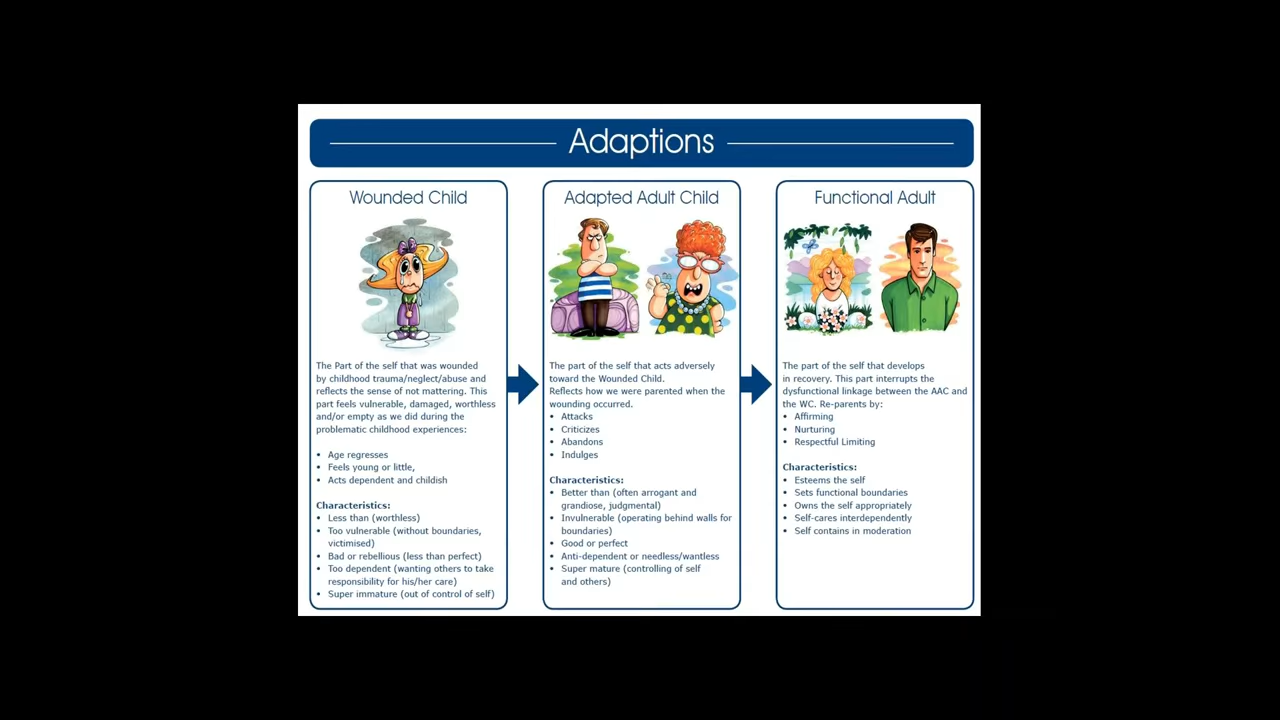 Adaptions
Wounded Child
The Part of the self that was wounded
by childhood trauma/neglect/abuse and
reflects the sense of not mattering. This
part feels vulnerable, damaged, worthless
and/or empty as we did during the
problematic childhood experiences:
• Age regresses
• Feels young or little,
• Acts dependent and childish
Characteristics:
• Less than (worthless)
• Too vulnerable (without boundaries,
victimised)
• Bad or rebellious (less than perfect)
• Too dependent (wanting others to take
responsibility for his/her care)
• Super immature (out of control of self)
Adapted Adult Child
The part of the self that acts adversely
toward the Wounded Child.
Reflects how we were parented when the
wounding occurred.
• Attacks
• Criticizes
• Abandons
• Indulges
Characteristics:
• Better than (often arrogant and
grandiose, judgmental)
• Invulnerable (operating behind walls for
boundaries)
• Good or perfect
• Anti-dependent or needless/wantless
• Super mature (controlling of self
and others)
Functional Adult
The part of the self that develops
in recovery. This part interrupts the
dysfunctional linkage between the AAC and
the WC. Re-parents by:
• Affirming
• Nurturing
• Respectful Limiting
Characteristics:
• Esteems the self
• Sets functional boundaries
• Owns the self appropriately
• Self-cares interdependently
• Self contains in moderation